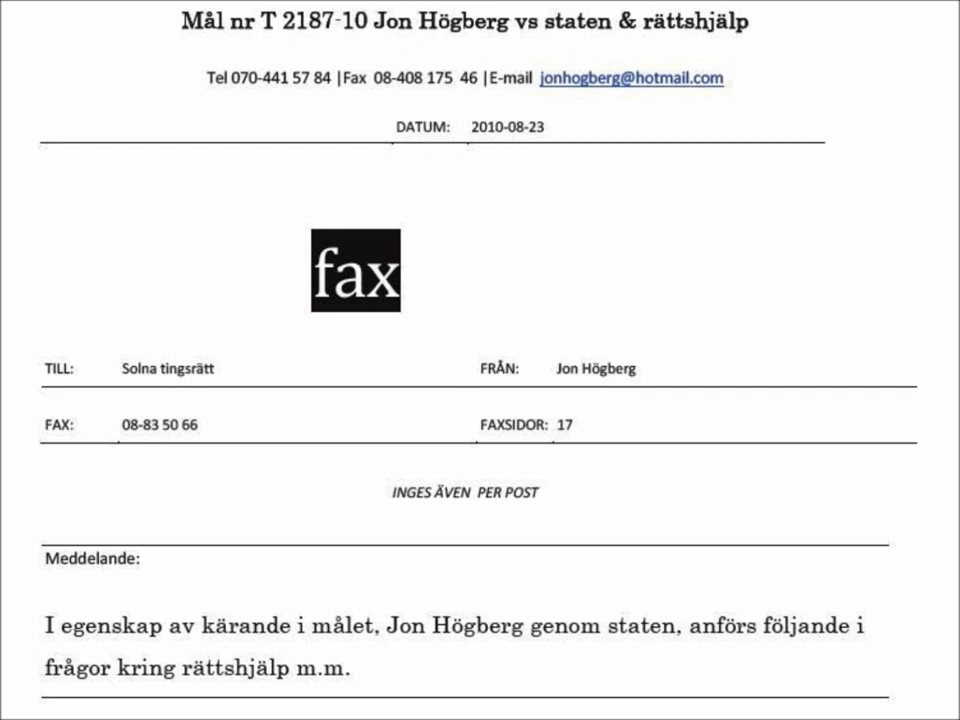 Mål nr T 2187-10 Jon Högberg vs staten & rättshjälp
Tel 070-441 57 84 |Fax 08-408 175 46 |E-mail jonhogberg@hotmail.com
DATUM: 2010-08-23
fax
TILL: Solna tingsrätt FRÅN: Jon Högberg
FAX: 08-83 50 66 FAXSIDOR: 17
INGES ÄVEN PER POST
Meddelande:
I egenskap av kärande i målet, Jon Högberg genom staten, anförs följande i
frågor kring rättshjälp m.m.